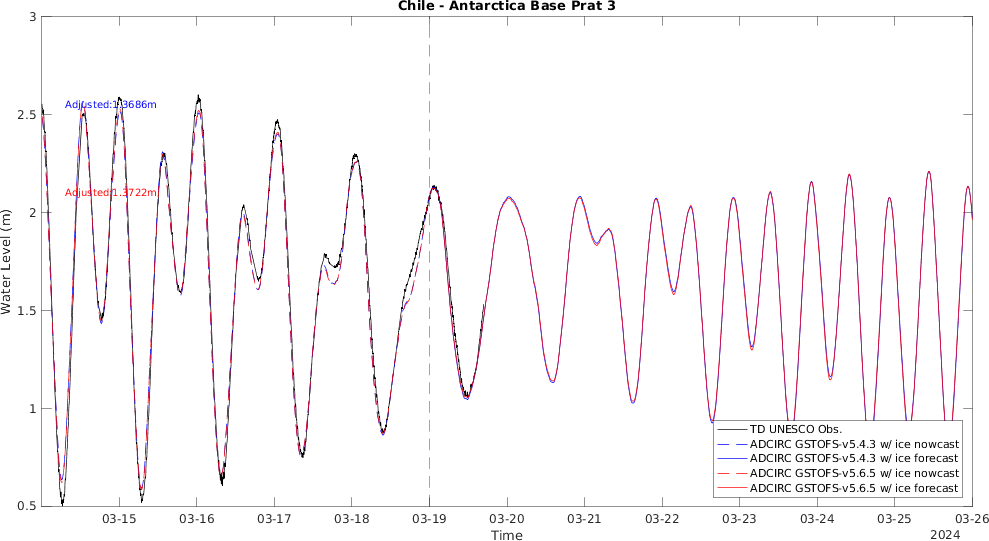 Chile - Antarctica Base Prat 3
3
2.5
2
1.5
1
0.5
Water Level (m)
Adjusted:1.3686m
Adjusted:1.3722m
03-15
03-16
03-17
03-18
03-19
03-20
03-21
03-22
03-23
03-24
03-25
03-26
Time
2024
TD UNESCO Obs.
ADCIRC GSTOFS-v5.4.3 w/ ice nowcast
ADCIRC GSTOFS-v5.4.3 w/ ice forecast
ADCIRC GSTOFS-v5.6.5 w/ ice nowcast
ADCIRC GSTOFS-v5.6.5 w/ ice forecast